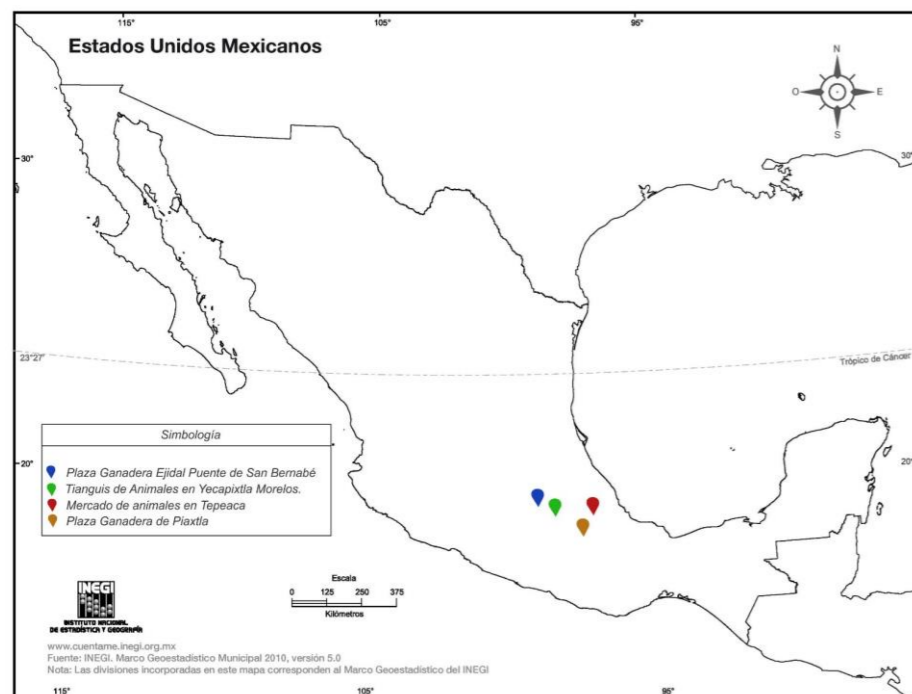 115°
105°
95°
Estados Unidos Mexicanos
N
O
E
S
30°
30°
23°27'
Trópico de Cáncer
Simbología
20°
20°
Plaza Ganadera Ejidal Puente de San Bernabé
Tianguis de Animales en Yecapixtla Morelos.
Mercado de animales en Tepeaca
Plaza Ganadera de Piaxtla
INEGI
INSTITUTO NACIONAL
DE ESTADÍSTICA Y GEOGRAFÍA
Escala
0 125 250 375
Kilómetros
www.cuentame.inegi.org.mx
Fuente: INEGI. Marco Geoestadístico Municipal 2010, versión 5.0
Nota: Las divisiones incorporadas en este mapa corresponden al Marco Geoestadístico del INEGI
115°
105°
95°